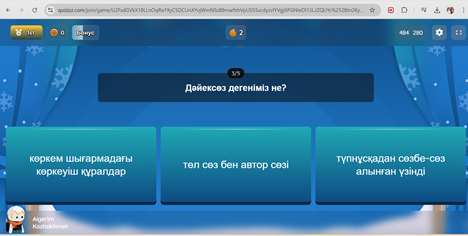 quizizz.com/join/game/
1st
0
Бонус
2
484 280
3/5
Дәйексөз дегеніміз не?
көркем шығармадағы
көркеуіш құралдар
төл сөз бен автор сөзі
түпнұсқадан сөзбе-сөз
алынған үзінді
Aigerim
Kozhakhmet